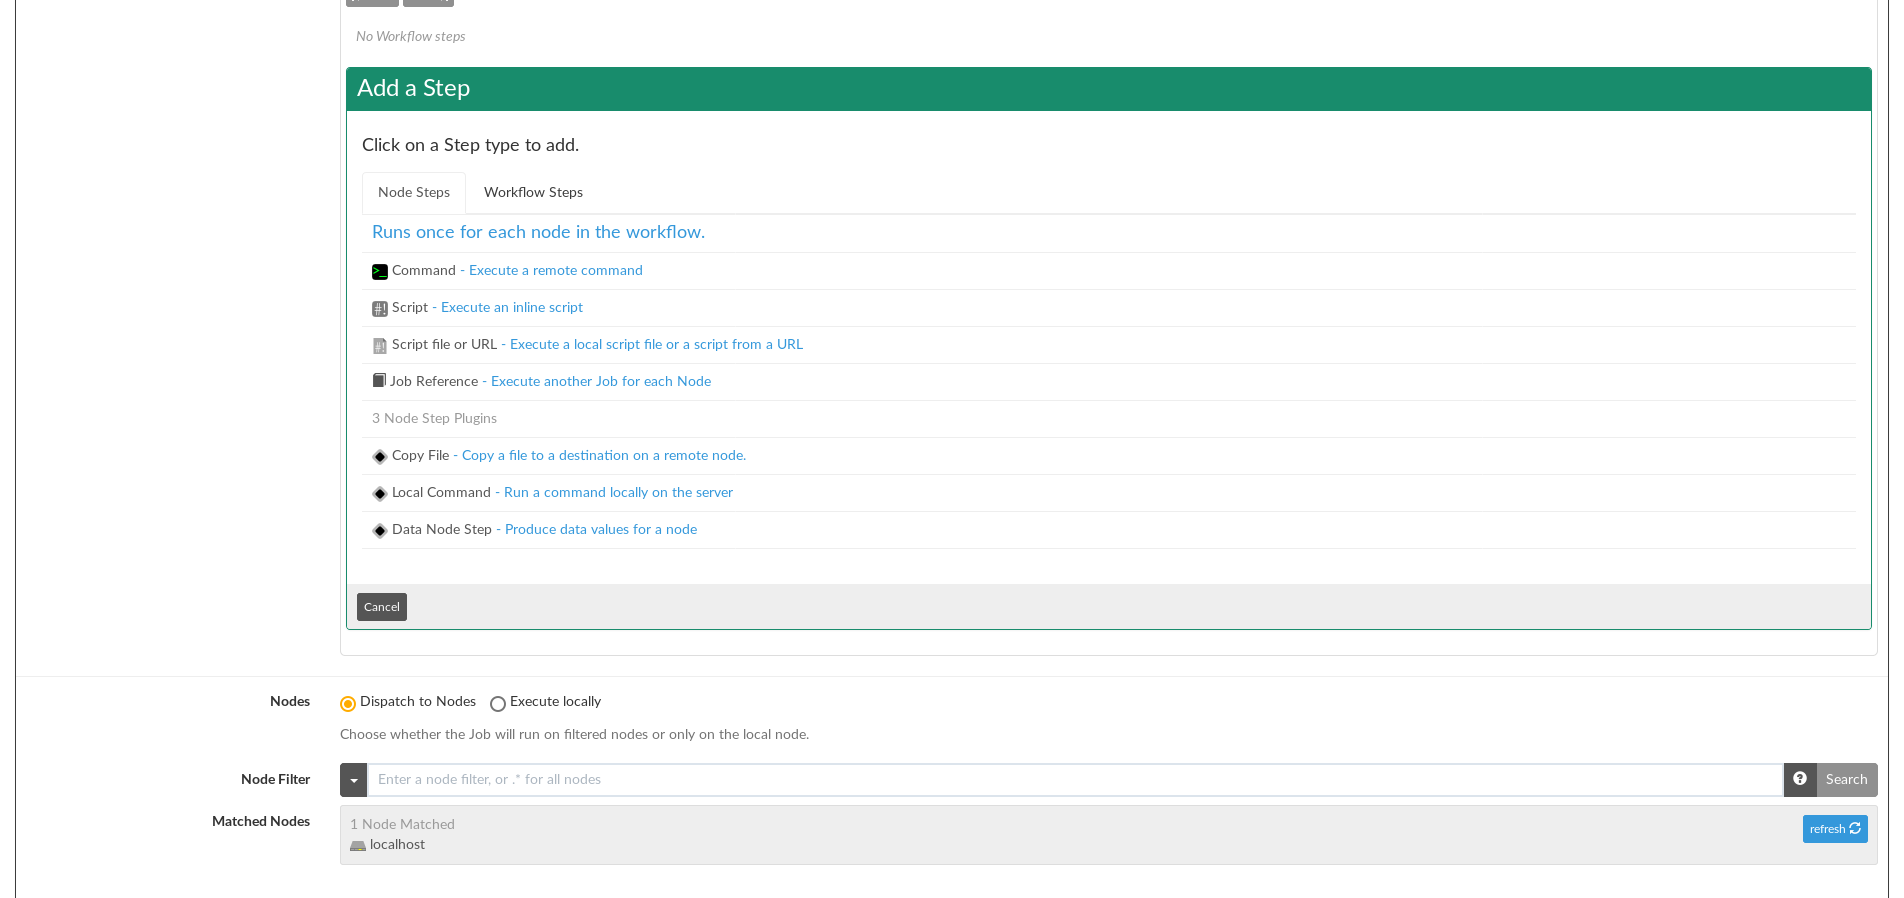 No Workflow steps
Add a Step
Click on a Step type to add.
Node Steps Workflow Steps
Runs once for each node in the workflow.
Command - Execute a remote command
Script - Execute an inline script
Script file or URL - Execute a local script file or a script from a URL
Job Reference - Execute another Job for each Node
3 Node Step Plugins
Copy File - Copy a file to a destination on a remote node.
Local Command - Run a command locally on the server
Data Node Step - Produce data values for a node
Cancel
Nodes Dispatch to Nodes Execute locally
Choose whether the Job will run on filtered nodes or only on the local node.
Node Filter Enter a node filter, or .* for all nodes Search
Matched Nodes 1 Node Matched refresh
localhost